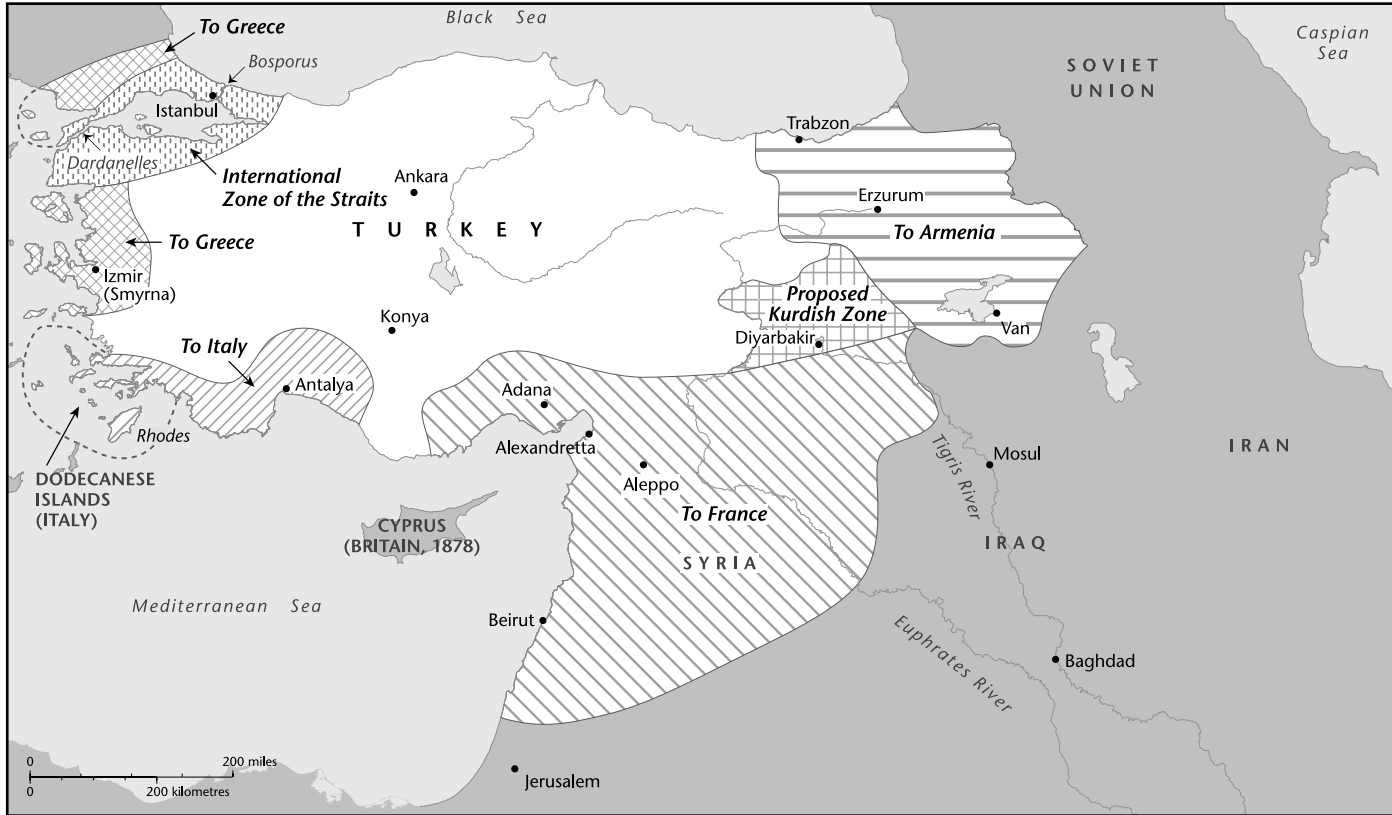 Black Sea
Caspian
Sea
To Greece
Bosporus
SOVIET
UNION
Istanbul
Trabzon
Dardanelles
International
Zone of the Straits
Ankara
Erzurum
TURKEY
To Armenia
To Greece
Izmir
(Smyrna)
Proposed
Kurdish Zone
Konya
Van
Diyarbakir
To Italy
Antalya
Adana
Rhodes
Alexandretta
Tigris River
Mosul
IRAN
DODECANESE
ISLANDS
(ITALY)
Aleppo
To France
CYPRUS
(BRITAIN, 1878)
IRAQ
SYRIA
Mediterranean Sea
Beirut
Euphrates River
Baghdad
0 200 miles
0 200 kilometres
Jerusalem